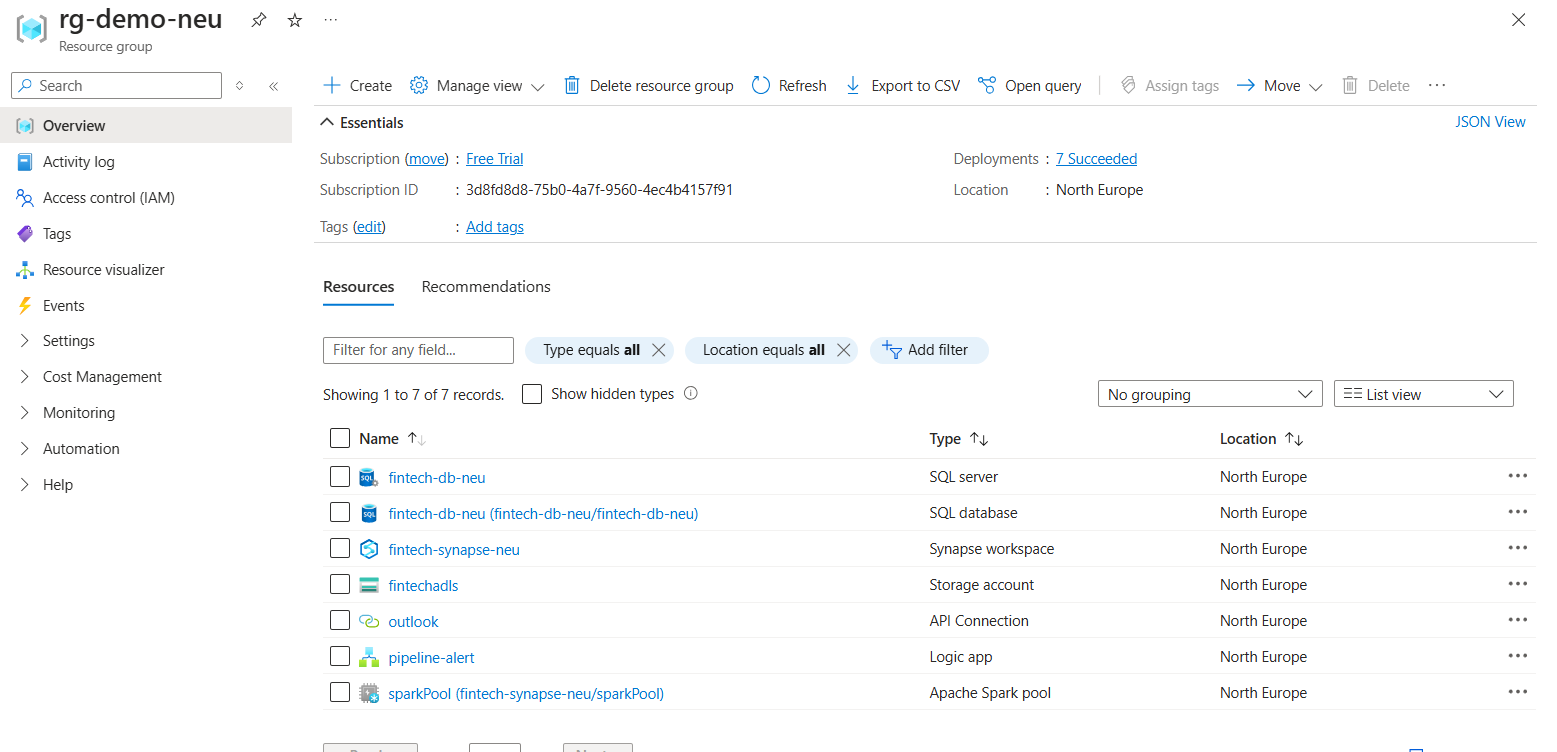 rg-demo-neu
Resource group
Search
Overview
Activity log
Access control (IAM)
Tags
Resource visualizer
Events
Settings
Cost Management
Monitoring
Automation
Help
Create Manage view Delete resource group Refresh Export to CSV Open query Assign tags Move Delete
Essentials JSON View
Subscription (move) : Free Trial Deployments : 7 Succeeded
Subscription ID : 3d8fd8d8-75b0-4a7f-9560-4ec4b4157f91 Location : North Europe
Tags (edit) : Add tags
Resources Recommendations
Filter for any field... Type equals all Location equals all Add filter
Showing 1 to 7 of 7 records. Show hidden types No grouping List view
Name Type Location
fintech-db-neu SQL server North Europe
fintech-db-neu (fintech-db-neu/fintech-db-neu) SQL database North Europe
fintech-synapse-neu Synapse workspace North Europe
fintechadls Storage account North Europe
outlook API Connection North Europe
pipeline-alert Logic app North Europe
sparkPool (fintech-synapse-neu/sparkPool) Apache Spark pool North Europe